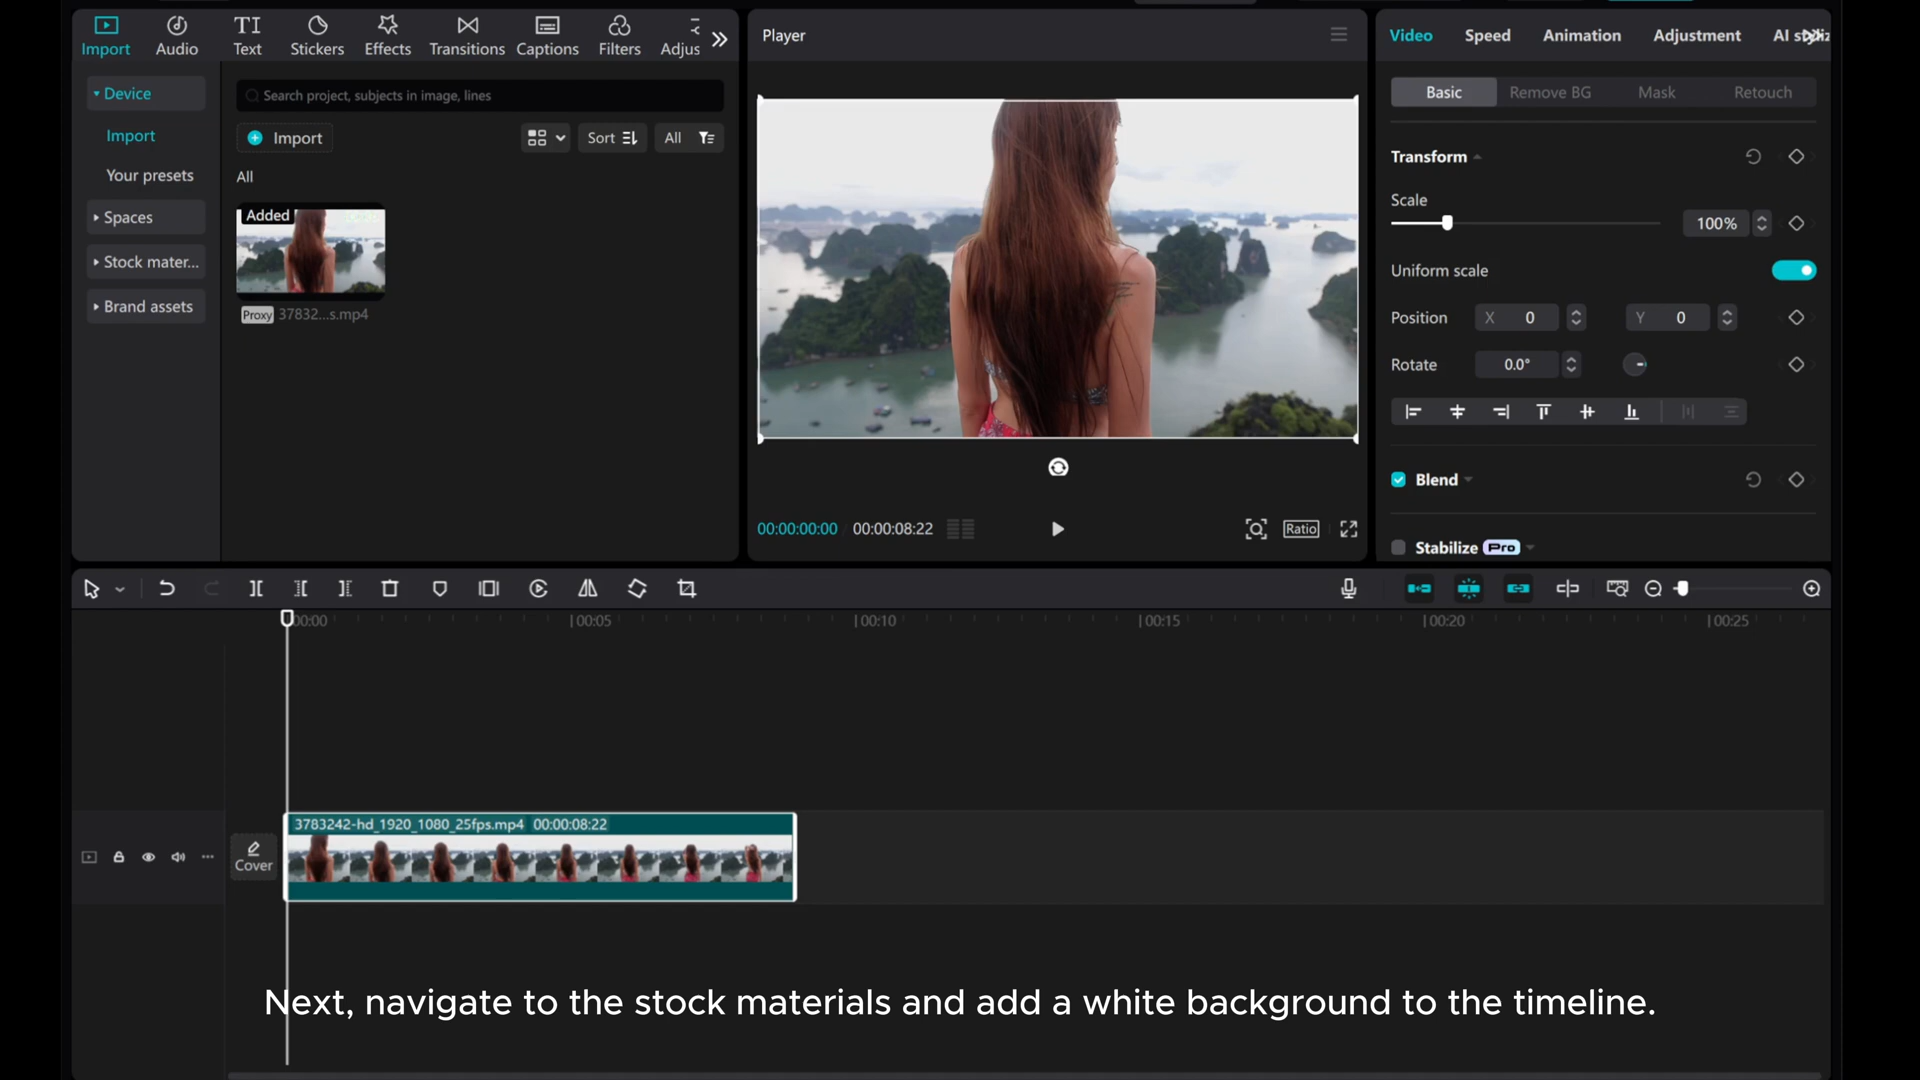 Import
Audio
Text
Stickers
Effects
Transitions
Captions
Filters
Adjus
Device
Import
Your presets
Spaces
Stock mater...
Brand assets
Search project, subjects in image, lines
Import
Sort
All
All
Added
Proxy 37832...s.mp4
Player
00:00:00:00 00:00:08:22
Ratio
Video
Speed
Animation
Adjustment
Basic
Remove BG
Mask
Retouch
Transform
Scale
100%
Uniform scale
Position X 0 Y 0
Rotate 0.0°
Blend
Stabilize Pro
00:00 00:05 00:10 00:15 00:20 00:25
Cover
3783242-hd_1920_1080_25fps.mp4 00:00:08:22
Next, navigate to the stock materials and add a white background to the timeline.